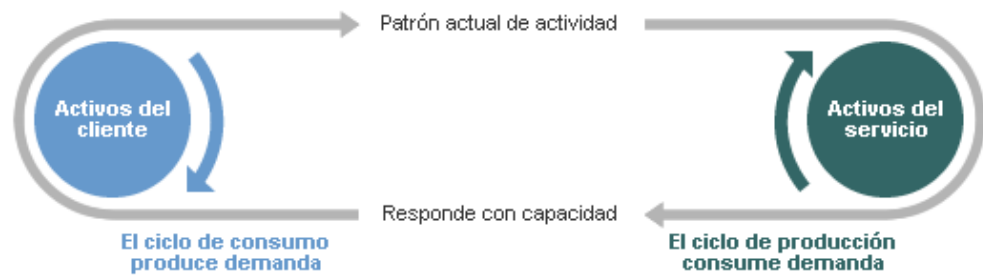 Patrón actual de actividad
Activos del
cliente
Activos del
servicio
Responde con capacidad
El ciclo de consumo
produce demanda
El ciclo de producción
consume demanda